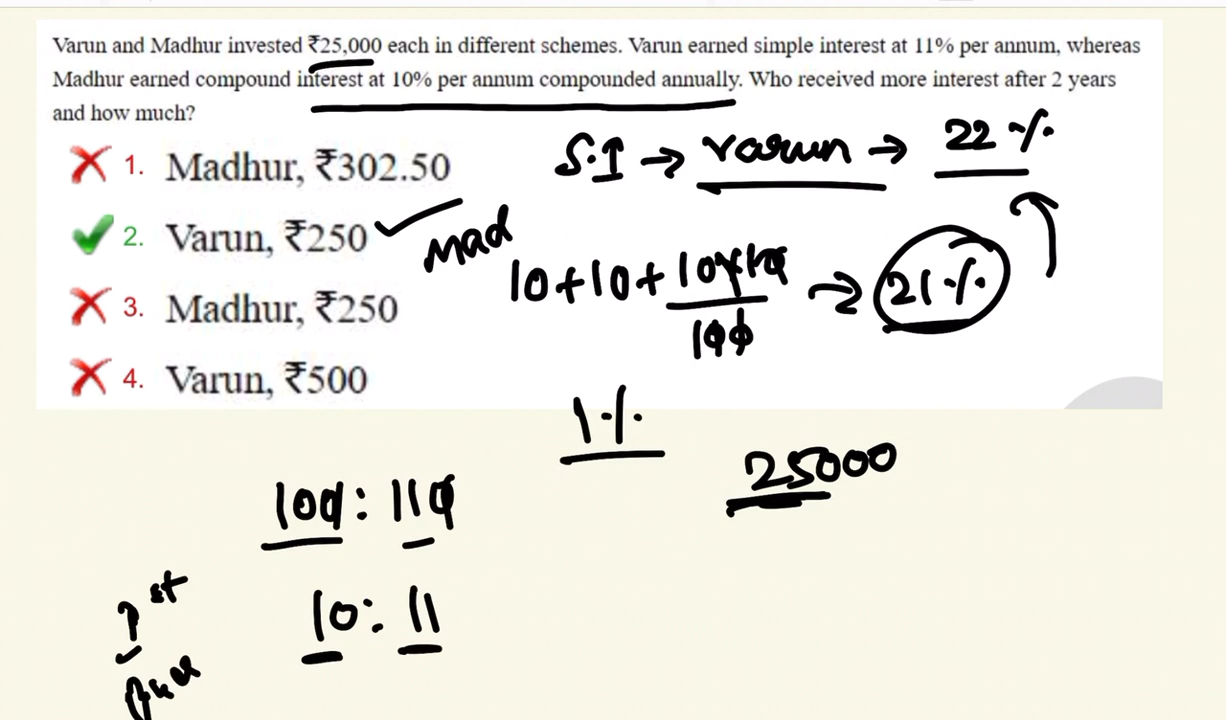 Varun and Madhur invested ₹25,000 each in different schemes. Varun earned simple interest at 11% per annum, whereas
Madhur earned compound interest at 10% per annum compounded annually. Who received more interest after 2 years
and how much?
1. Madhur, ₹302.50
2. Varun, ₹250
3. Madhur, ₹250
4. Varun, ₹500
S.I → varun → 22%
Mad
10+10+10×10/100 → 21%
1%
25000
100:110
10:11